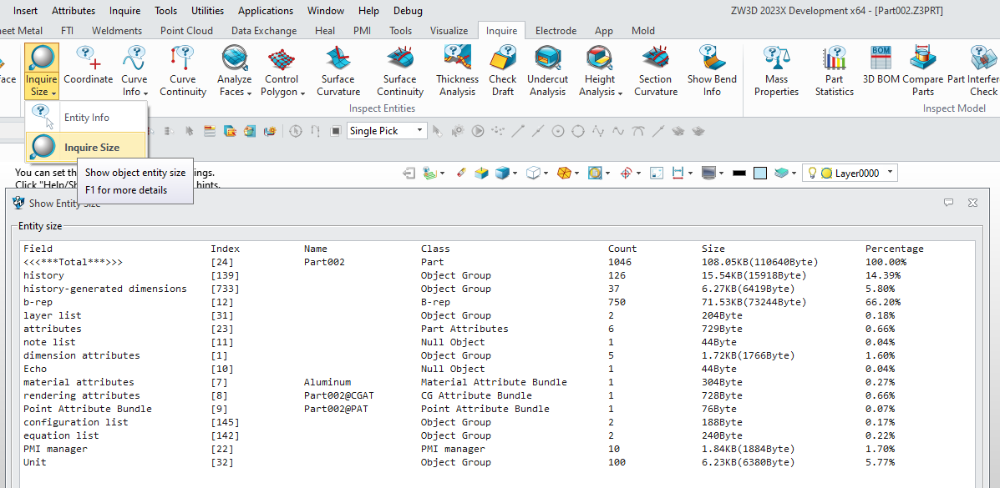 Insert Attributes Inquire Tools Utilities Applications Window Help Debug ZW3D 2023X Development x64 - [Part002.Z3PRT]
eet Metal FTI Weldments Point Cloud Data Exchange Heal PMI Tools Visualize Inquire Electrode App Mold
BOM
face Inquire Coordinate Curve Curve Analyze Control Surface Surface Thickness Check Undercut Height Section Show Bend Mass Part 3D BOM Compare Part Interfer
Size Info Continuity Faces Polygon Curvature Continuity Analysis Draft Analysis Analysis Curvature Info Properties Statistics Parts Check
Inspect Entities Inspect Model
Entity Info
Single Pick
Inquire Size
Show object entity size
F1 for more details
You can set th ngs.
Click "Help/Sh hints.
Layer0000
Show Entity Size
Entity size
Field Index Name Class Count Size Percentage
<<<***Total***>>> [24] Part002 Part 1046 108.05KB(110640Byte) 100.00%
history [139] Object Group 126 15.54KB(15918Byte) 14.39%
history-generated dimensions [733] Object Group 37 6.27KB(6419Byte) 5.80%
b-rep [12] B-rep 750 71.53KB(73244Byte) 66.20%
layer list [31] Object Group 2 204Byte 0.18%
attributes [23] Part Attributes 6 729Byte 0.66%
note list [11] Null Object 1 44Byte 0.04%
dimension attributes [1] Object Group 5 1.72KB(1766Byte) 1.60%
Echo [10] Null Object 1 44Byte 0.04%
material attributes [7] Aluminum Material Attribute Bundle 1 304Byte 0.27%
rendering attributes [8] Part002@CGAT CG Attribute Bundle 1 728Byte 0.66%
Point Attribute Bundle [9] Part002@PAT Point Attribute Bundle 1 76Byte 0.07%
configuration list [145] Object Group 2 188Byte 0.17%
equation list [142] Object Group 2 240Byte 0.22%
PMI manager [22] PMI manager 10 1.84KB(1884Byte) 1.70%
Unit [32] Object Group 100 6.23KB(6380Byte) 5.77%